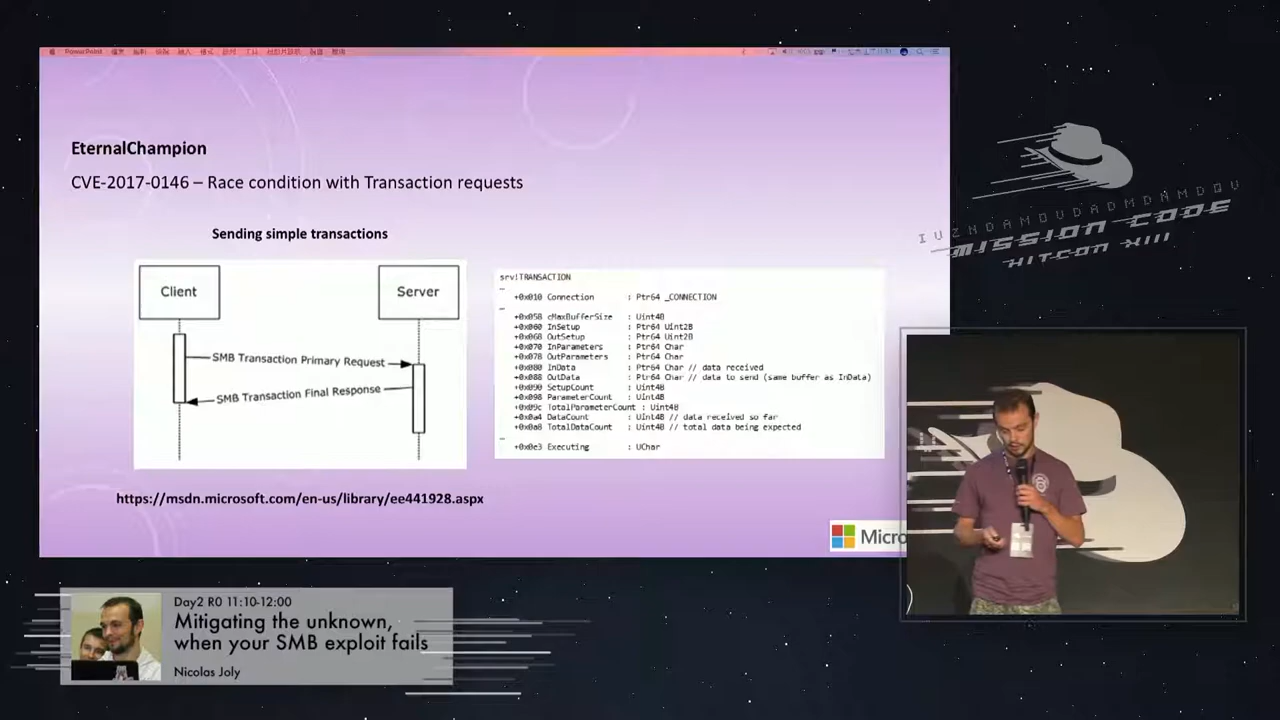 PowerPoint
EternalChampion
CVE-2017-0146 – Race condition with Transaction requests
Sending simple transactions
Client
Server
SMB Transaction Primary Request
SMB Transaction Final Response
https://msdn.microsoft.com/en-us/library/ee441928.aspx
srv!TRANSACTION
…
+0x010 Connection : Ptr64 _CONNECTION
…
+0x058 cMaxBufferSize : Uint4B
+0x060 InSetup : Ptr64 Uint2B
+0x068 OutSetup : Ptr64 Uint2B
+0x070 InParameters : Ptr64 Char
+0x078 OutParameters : Ptr64 Char
+0x080 InData : Ptr64 Char // data received
+0x088 OutData : Ptr64 Char // data to send (same buffer as InData)
+0x090 SetupCount : Uint4B
+0x098 ParameterCount : Uint4B
+0x09c TotalParameterCount : Uint4B
+0x0a4 DataCount : Uint4B // data received so far
+0x0a8 TotalDataCount : Uint4B // total data being expected
…
+0x0e3 Executing : UChar
Micro
IUZNDAMOVDADMDNAMDQV
MISSION CODE
HITCON XIII
Day2 R0 11:10-12:00
Mitigating the unknown,
when your SMB exploit fails
Nicolas Joly